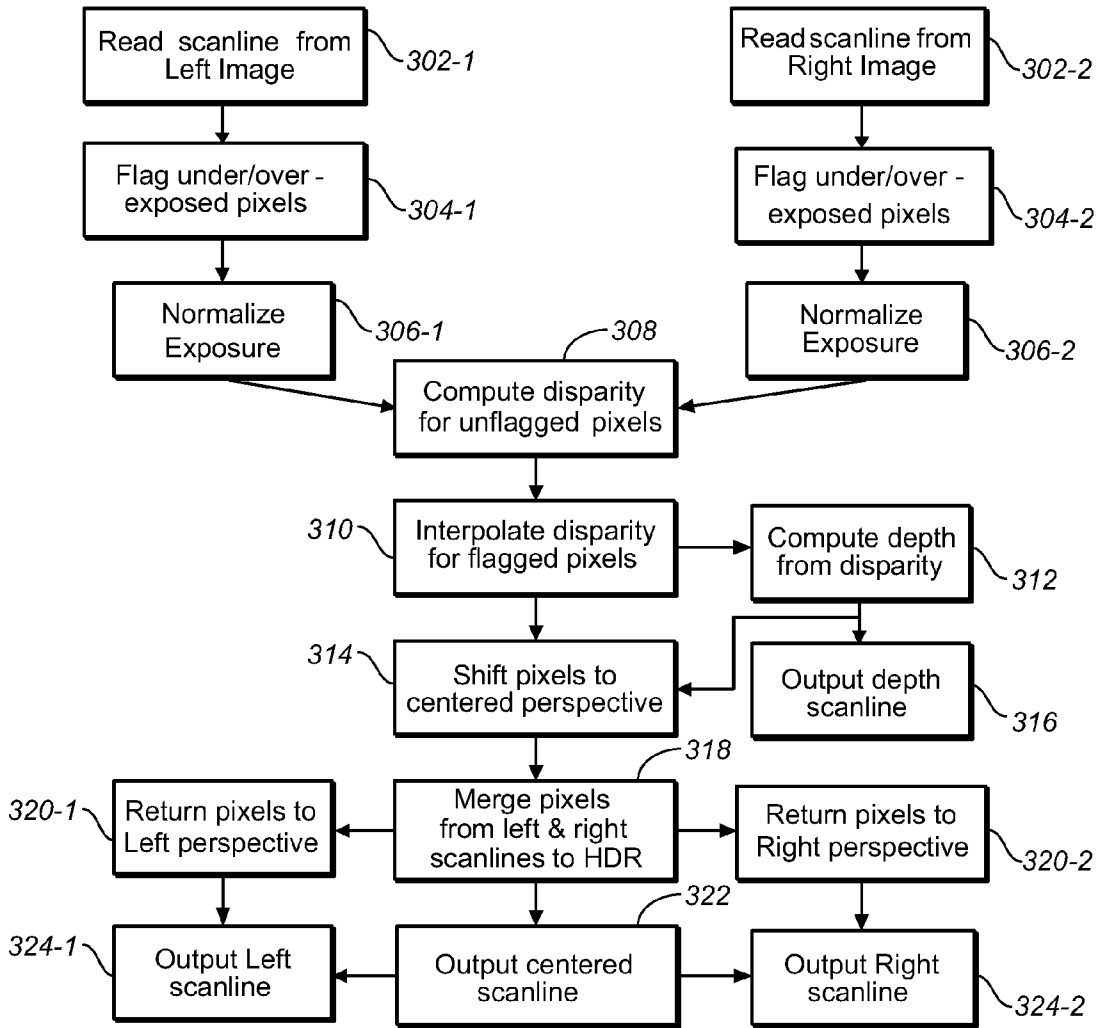 Read scanline from
Left Image
302-1
Read scanline from
Right Image
302-2
Flag under/over -
exposed pixels
304-1
Flag under/over -
exposed pixels
304-2
Normalize
Exposure
306-1
Normalize
Exposure
306-2
308
Compute disparity
for unflagged pixels
310
Interpolate disparity
for flagged pixels
Compute depth
from disparity
312
314
Shift pixels to
centered perspective
Output depth
scanline
316
318
320-1
Return pixels to
Left perspective
Merge pixels
from left & right
scanlines to HDR
Return pixels to
Right perspective
320-2
322
324-1
Output Left
scanline
Output centered
scanline
Output Right
scanline
324-2